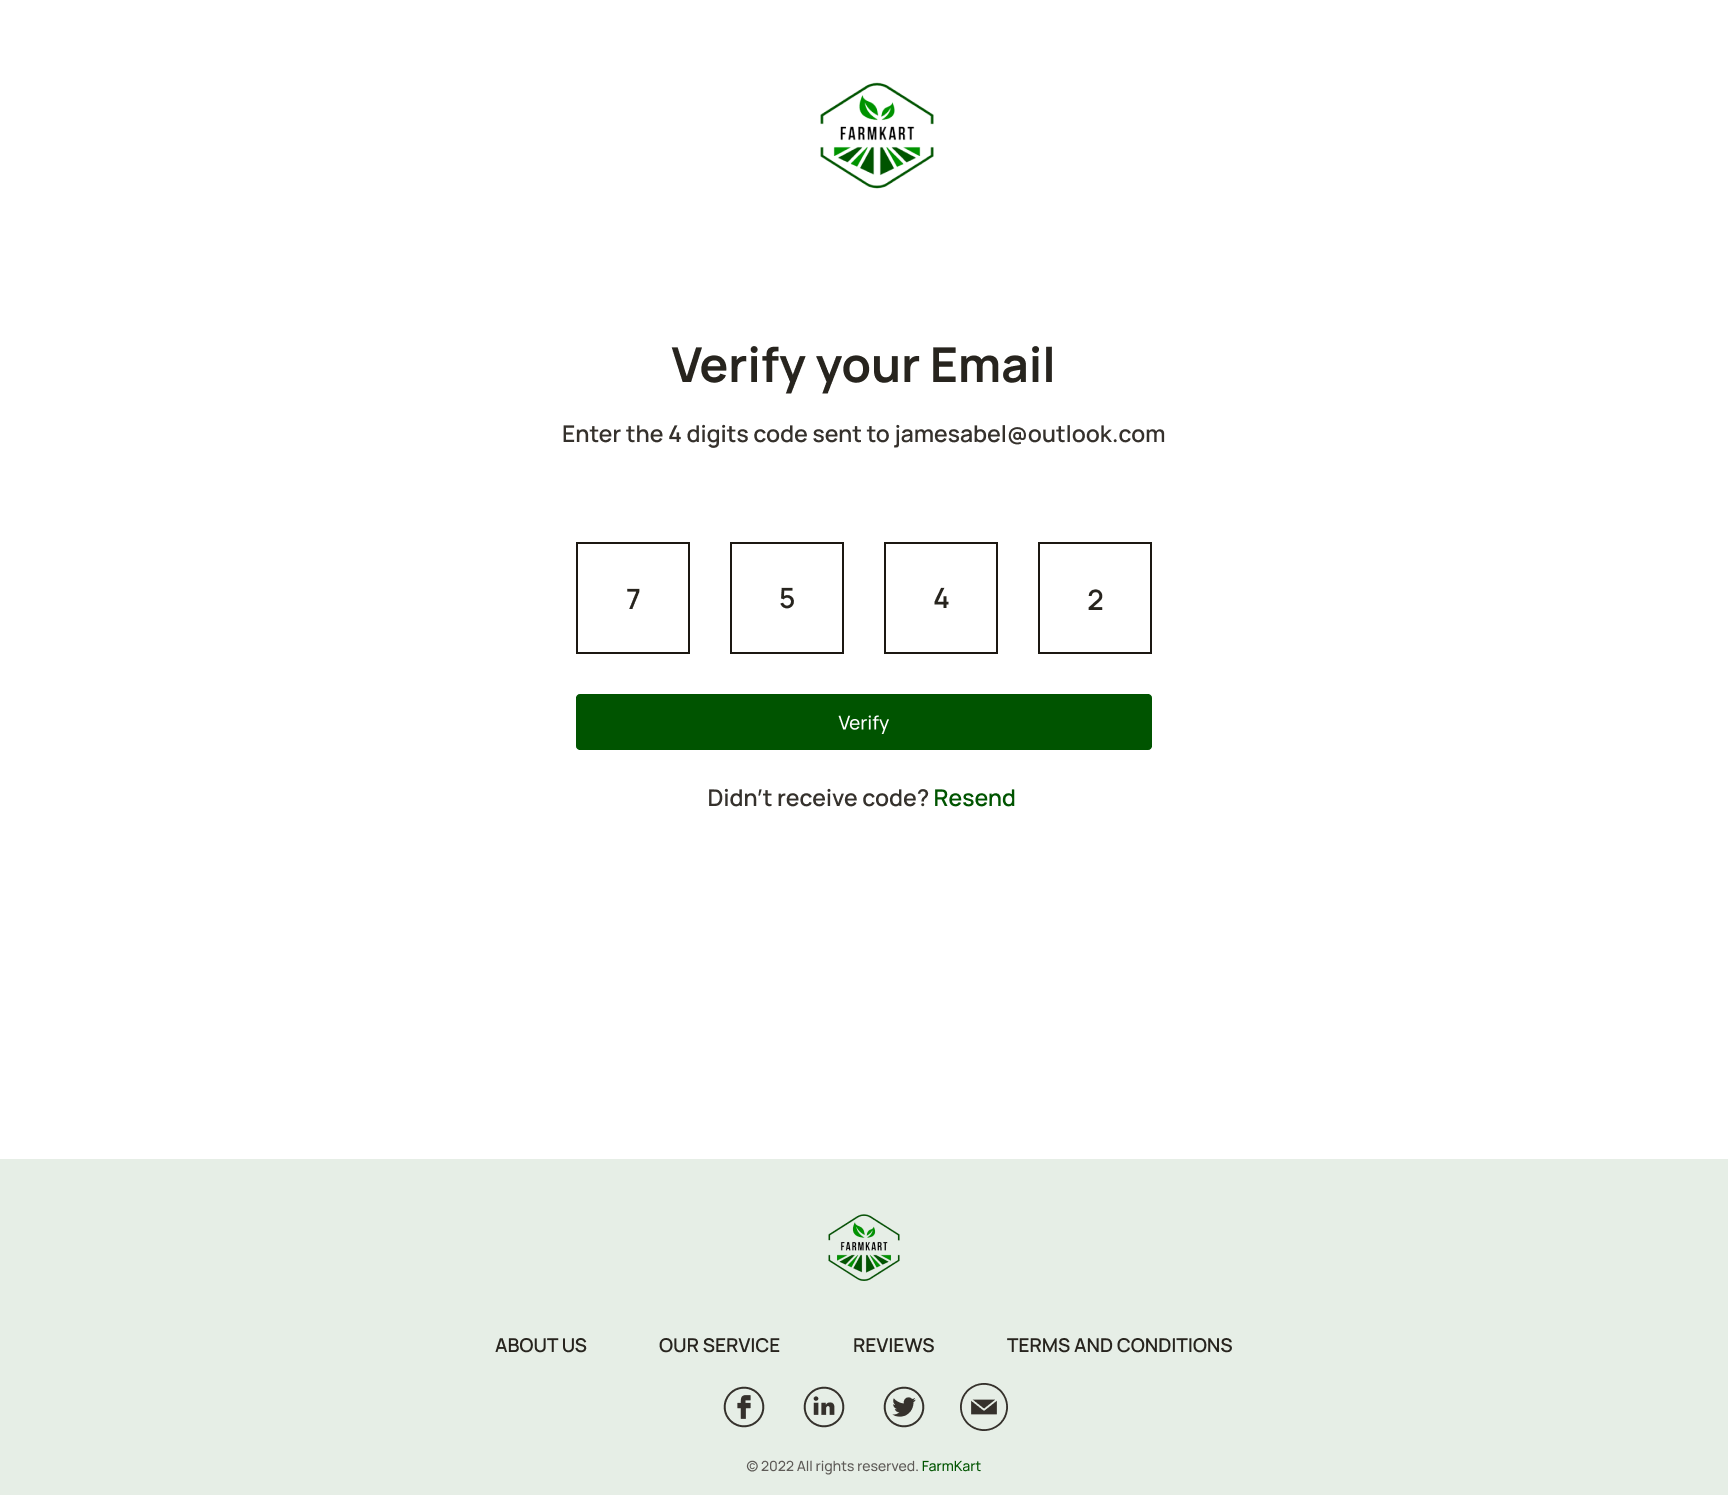 FARMKART
Verify your Email
Enter the 4 digits code sent to jamesabel@outlook.com
7 5 4 2
Verify
Didn't receive code? Resend
FARMKART
ABOUT US OUR SERVICE REVIEWS TERMS AND CONDITIONS
© 2022 All rights reserved. FarmKart